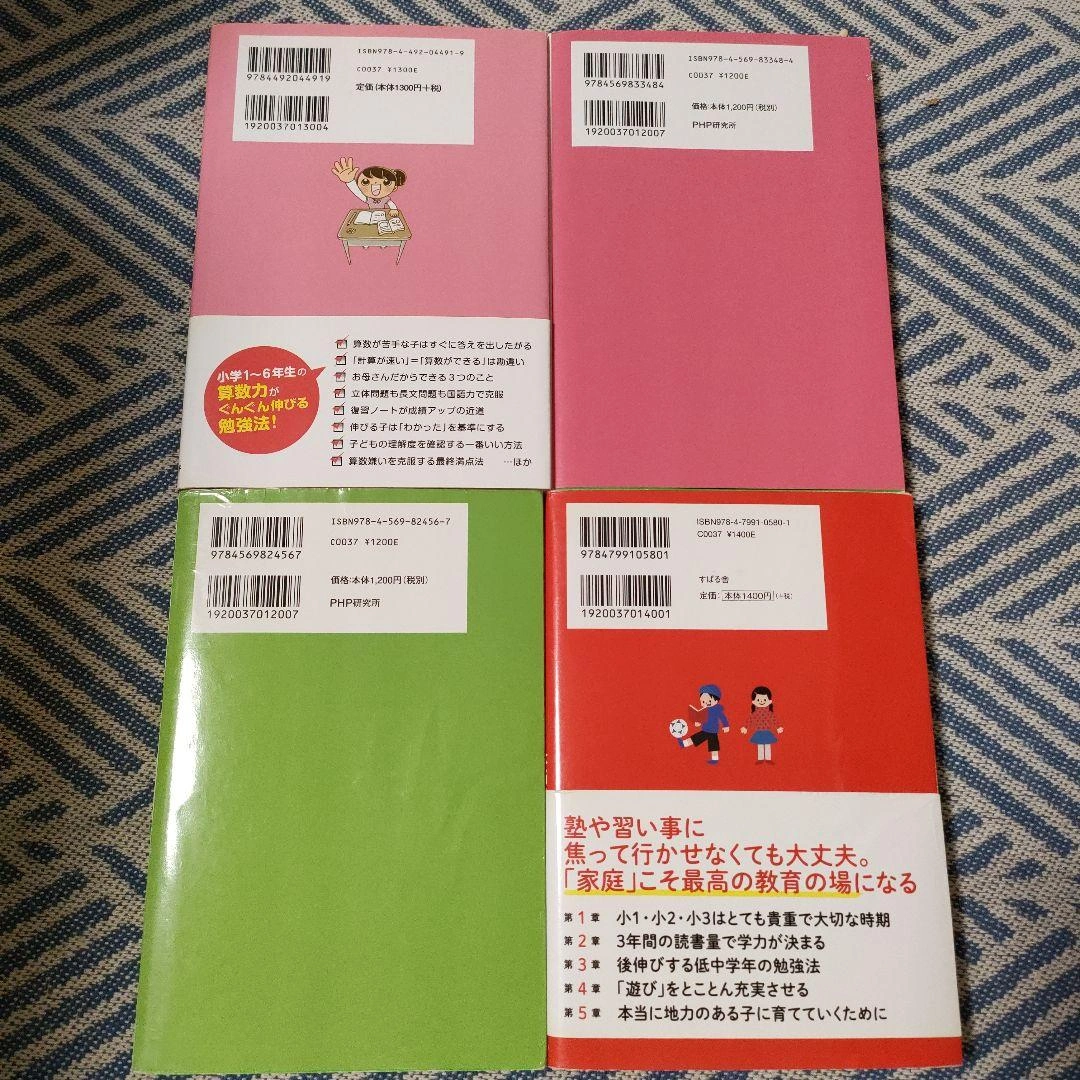 ISBN978-4-492-04491-9
C0037 ¥1300E
定価(本体1300円+税)
9784492044919
1920037013004
小学1〜6年生の
算数力が
ぐんぐん伸びる
勉強法!
算数が苦手な子はすぐに答えを出したがる
「計算が速い」=「算数ができる」は勘違い
お母さんだからできる3つのこと
立体問題も長文問題も国語力で克服
復習ノートが成績アップの近道
伸びる子は「わかった」を基準にする
子どもの理解度を確認する一番いい方法
算数嫌いを克服する最終満点法 …ほか
ISBN978-4-569-83348-4
C0037 ¥1200E
9784569833484
価格:本体1,200円(税別)
PHP研究所
1920037012007
ISBN978-4-569-82456-7
C0037 ¥1200E
9784569824567
価格:本体1,200円(税別)
PHP研究所
1920037012007
ISBN978-4-7991-0580-1
C0037 ¥1400E
9784799105801
すばる舎
定価:本体1400円(+税)
1920037014001
塾や習い事に
焦って行かせなくても大丈夫。
「家庭」こそ最高の教育の場になる
第1章 小1・小2・小3はとても貴重で大切な時期
第2章 3年間の読書量で学力が決まる
第3章 後伸びする低中学年の勉強法
第4章 「遊び」をとことん充実させる
第5章 本当に地力のある子に育てていくために